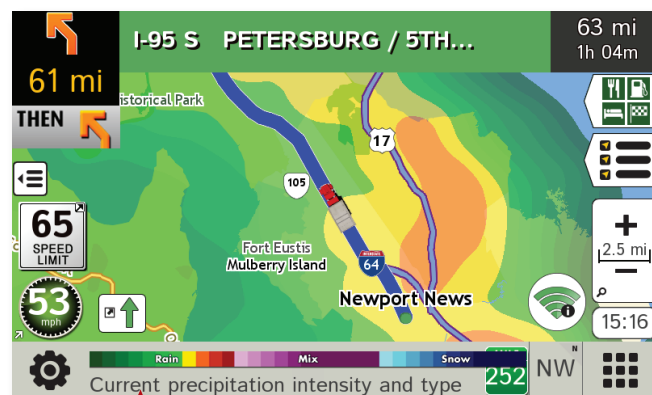 61 mi
I-95 S PETERSBURG / 5TH...
63 mi
1h 04m
THEN
istorical Park
17
105
65
SPEED
LIMIT
Fort Eustis
Mulberry Island
64
2.5 mi
53
mph
Newport News
15:16
Rain Mix Snow
Current precipitation intensity and type
252
NW
N